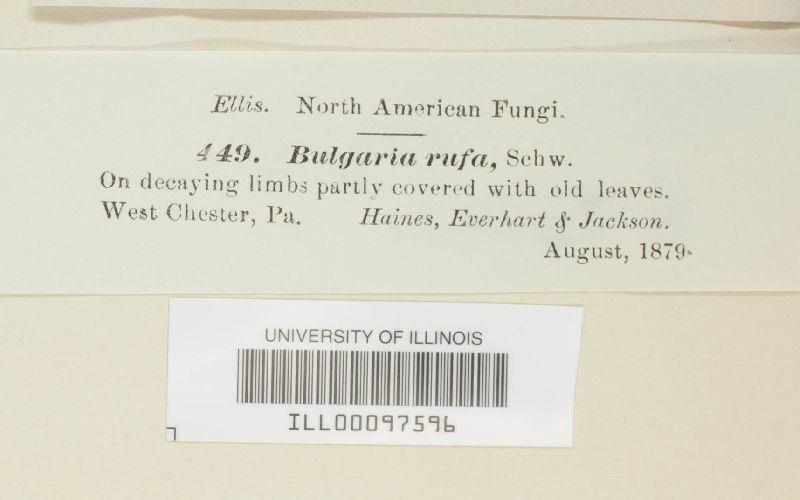 Ellis. North American Fungi.
449. Bulgaria rufa, Schw.
On decaying limbs partly covered with old leaves.
West Chester, Pa. Haines, Everhart & Jackson.
August, 1879.
UNIVERSITY OF ILLINOIS
ILL00097596